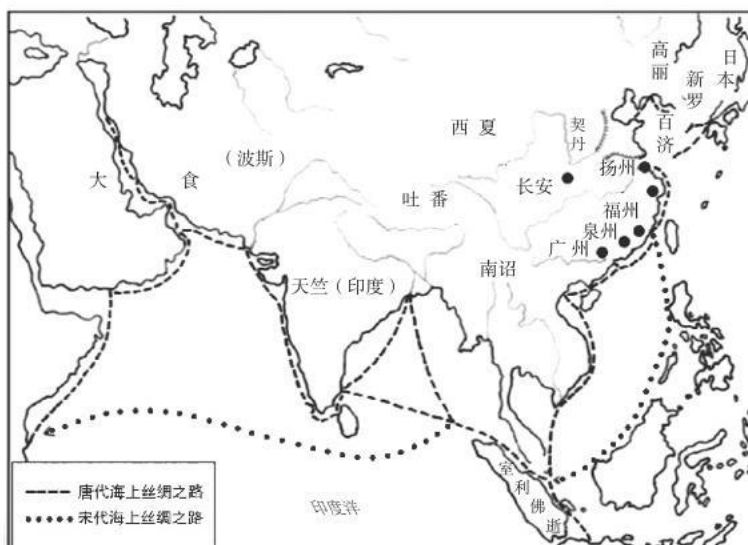 高丽
日本
新罗
百济
西夏
契丹
(波斯)
大食
长安
扬州
吐番
福州
泉州
广州
南诏
天竺(印度)
室利佛逝
印度洋
唐代海上丝绸之路
宋代海上丝绸之路